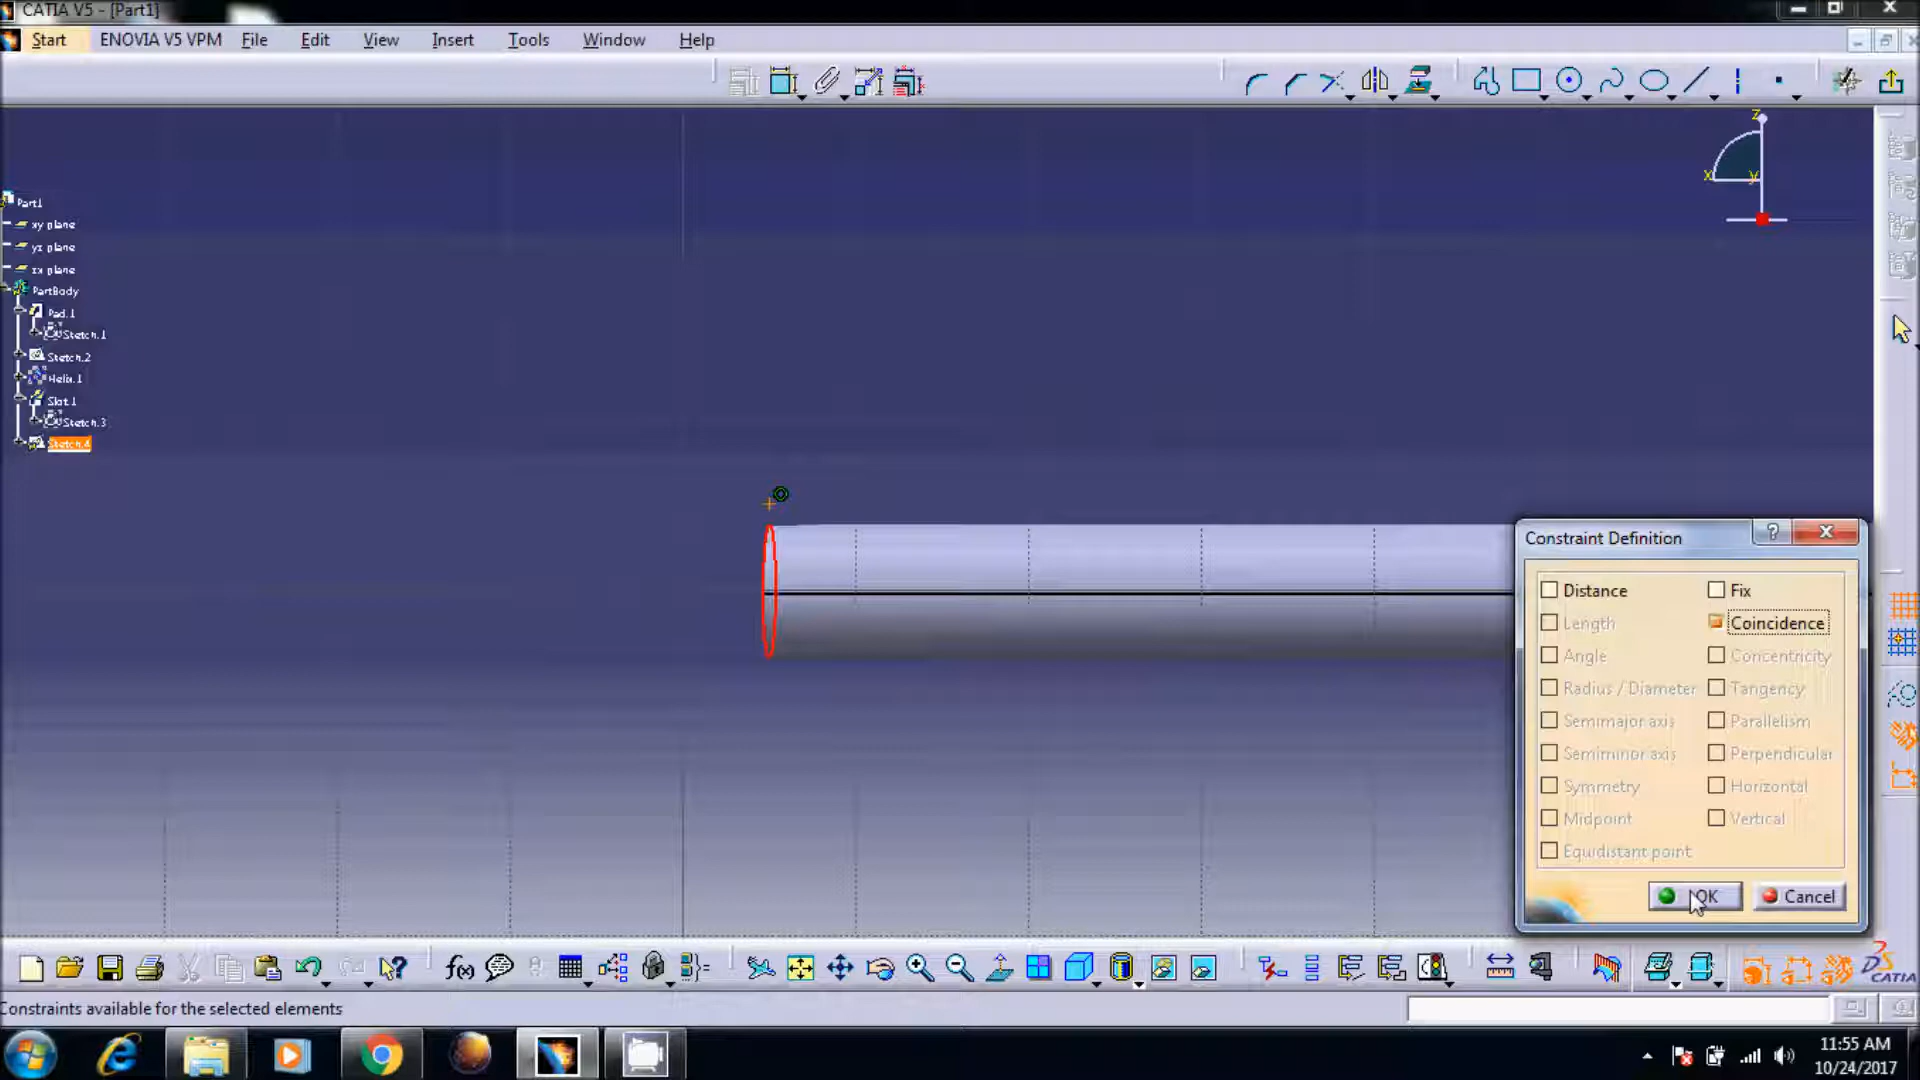 CATIA V5 - [Part1]
Start ENOVIA V5 VPM File Edit View Insert Tools Window Help
z
x y
Part1
xy plane
yz plane
zx plane
PartBody
Pad.1
Sketch.1
Sketch.2
Helix.1
Slot.1
Sketch.3
Sketch.4
Constraint Definition
Distance Fix
Length Coincidence
Angle Concentricity
Radius / Diameter Tangency
Semimajor axis Parallelism
Semiminor axis Perpendicular
Symmetry Horizontal
Midpoint Vertical
Equidistant point
OK Cancel
f(x)
CATIA
Constraints available for the selected elements
11:55 AM
10/24/2017